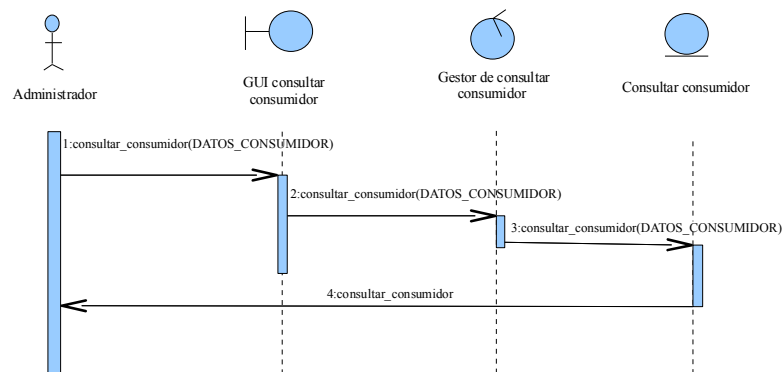 Administrador
GUI consultar
consumidor
Gestor de consultar
consumidor
Consultar consumidor
1:consultar_consumidor(DATOS_CONSUMIDOR)
2:consultar_consumidor(DATOS_CONSUMIDOR)
3:consultar_consumidor(DATOS_CONSUMIDOR)
4:consultar_consumidor